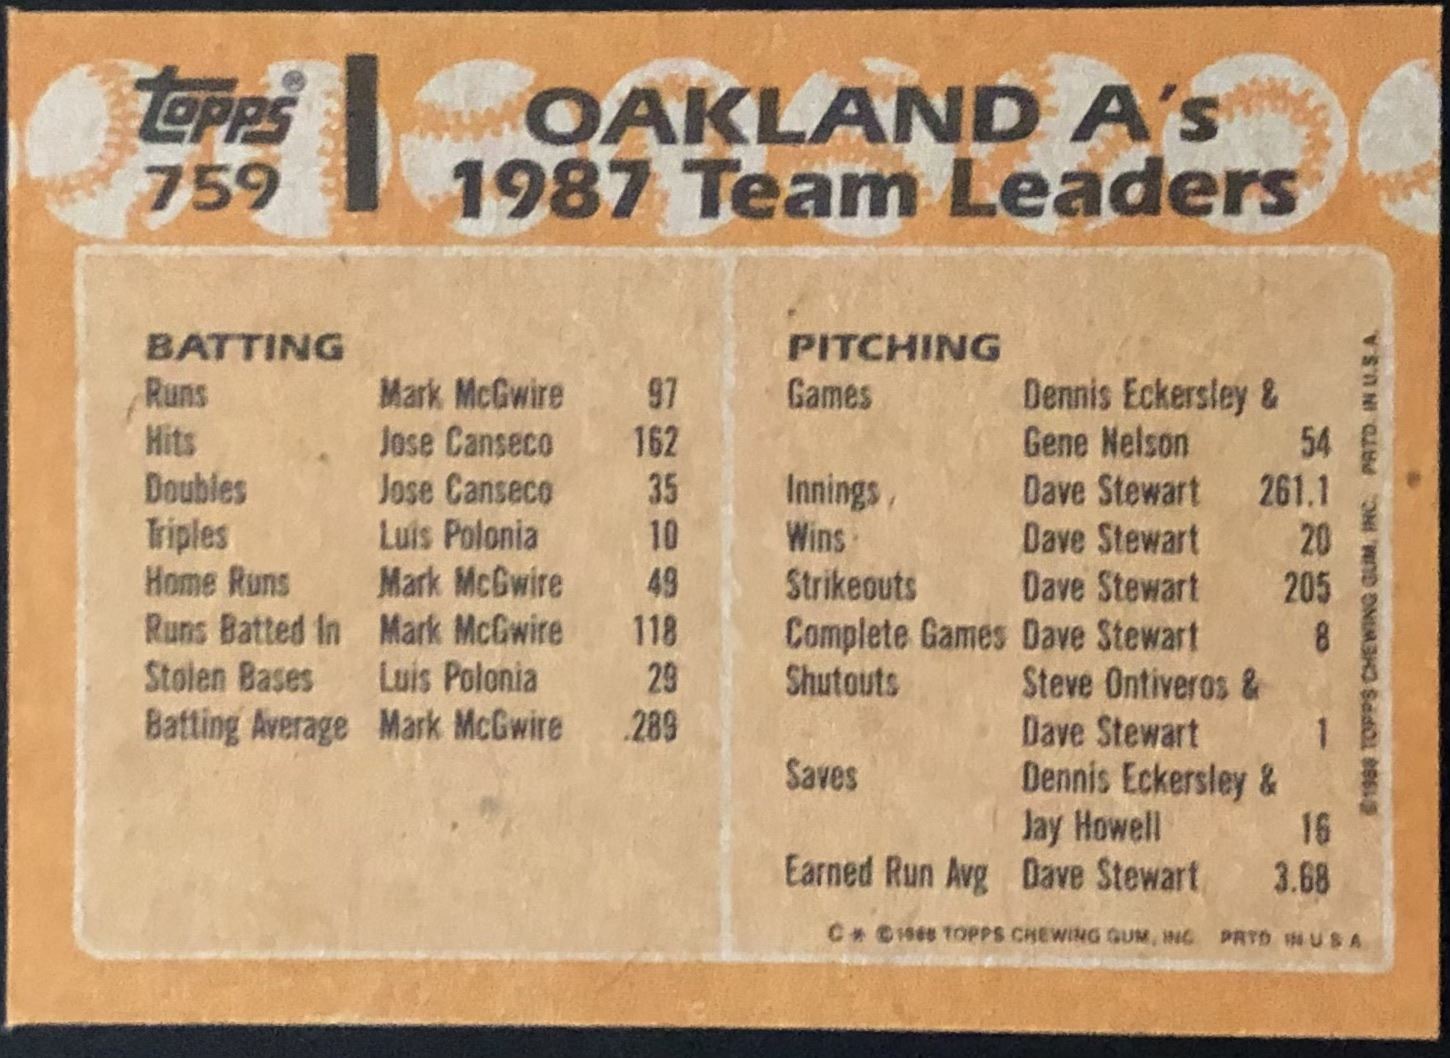 topps®
759
OAKLAND A's
1987 Team Leaders
BATTING
Runs Mark McGwire 97
Hits Jose Canseco 162
Doubles Jose Canseco 35
Triples Luis Polonia 10
Home Runs Mark McGwire 49
Runs Batted In Mark McGwire 118
Stolen Bases Luis Polonia 29
Batting Average Mark McGwire .289
PITCHING
Games Dennis Eckersley &
Gene Nelson 54
Innings Dave Stewart 261.1
Wins Dave Stewart 20
Strikeouts Dave Stewart 205
Complete Games Dave Stewart 8
Shutouts Steve Ontiveros &
Dave Stewart 1
Saves Dennis Eckersley &
Jay Howell 16
Earned Run Avg Dave Stewart 3.68
C * ©1988 TOPPS CHEWING GUM, INC PRTD IN U S A
©1988 TOPPS CHEWING GUM, INC. PRTD. IN U.S.A.